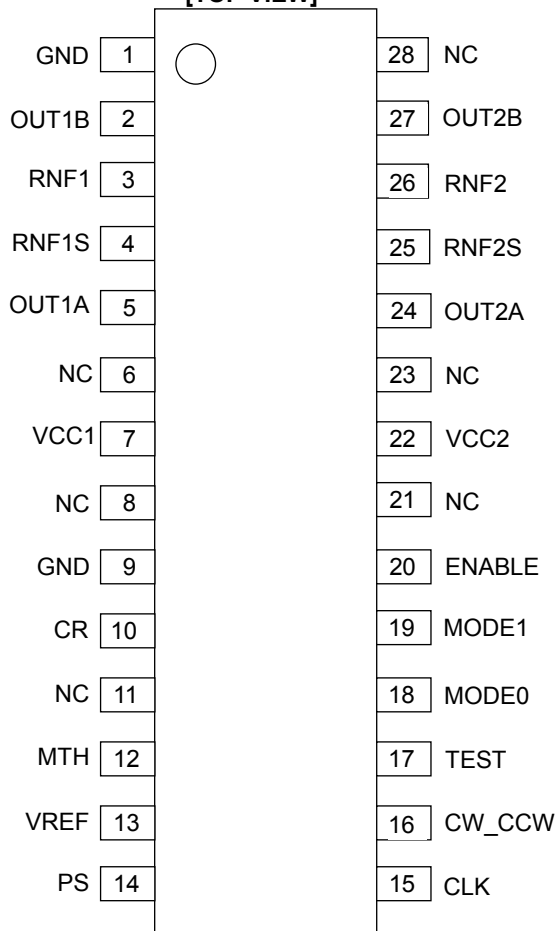 [TOP VIEW]
GND 1 28 NC
OUT1B 2 27 OUT2B
RNF1 3 26 RNF2
RNF1S 4 25 RNF2S
OUT1A 5 24 OUT2A
NC 6 23 NC
VCC1 7 22 VCC2
NC 8 21 NC
GND 9 20 ENABLE
CR 10 19 MODE1
NC 11 18 MODE0
MTH 12 17 TEST
VREF 13 16 CW_CCW
PS 14 15 CLK